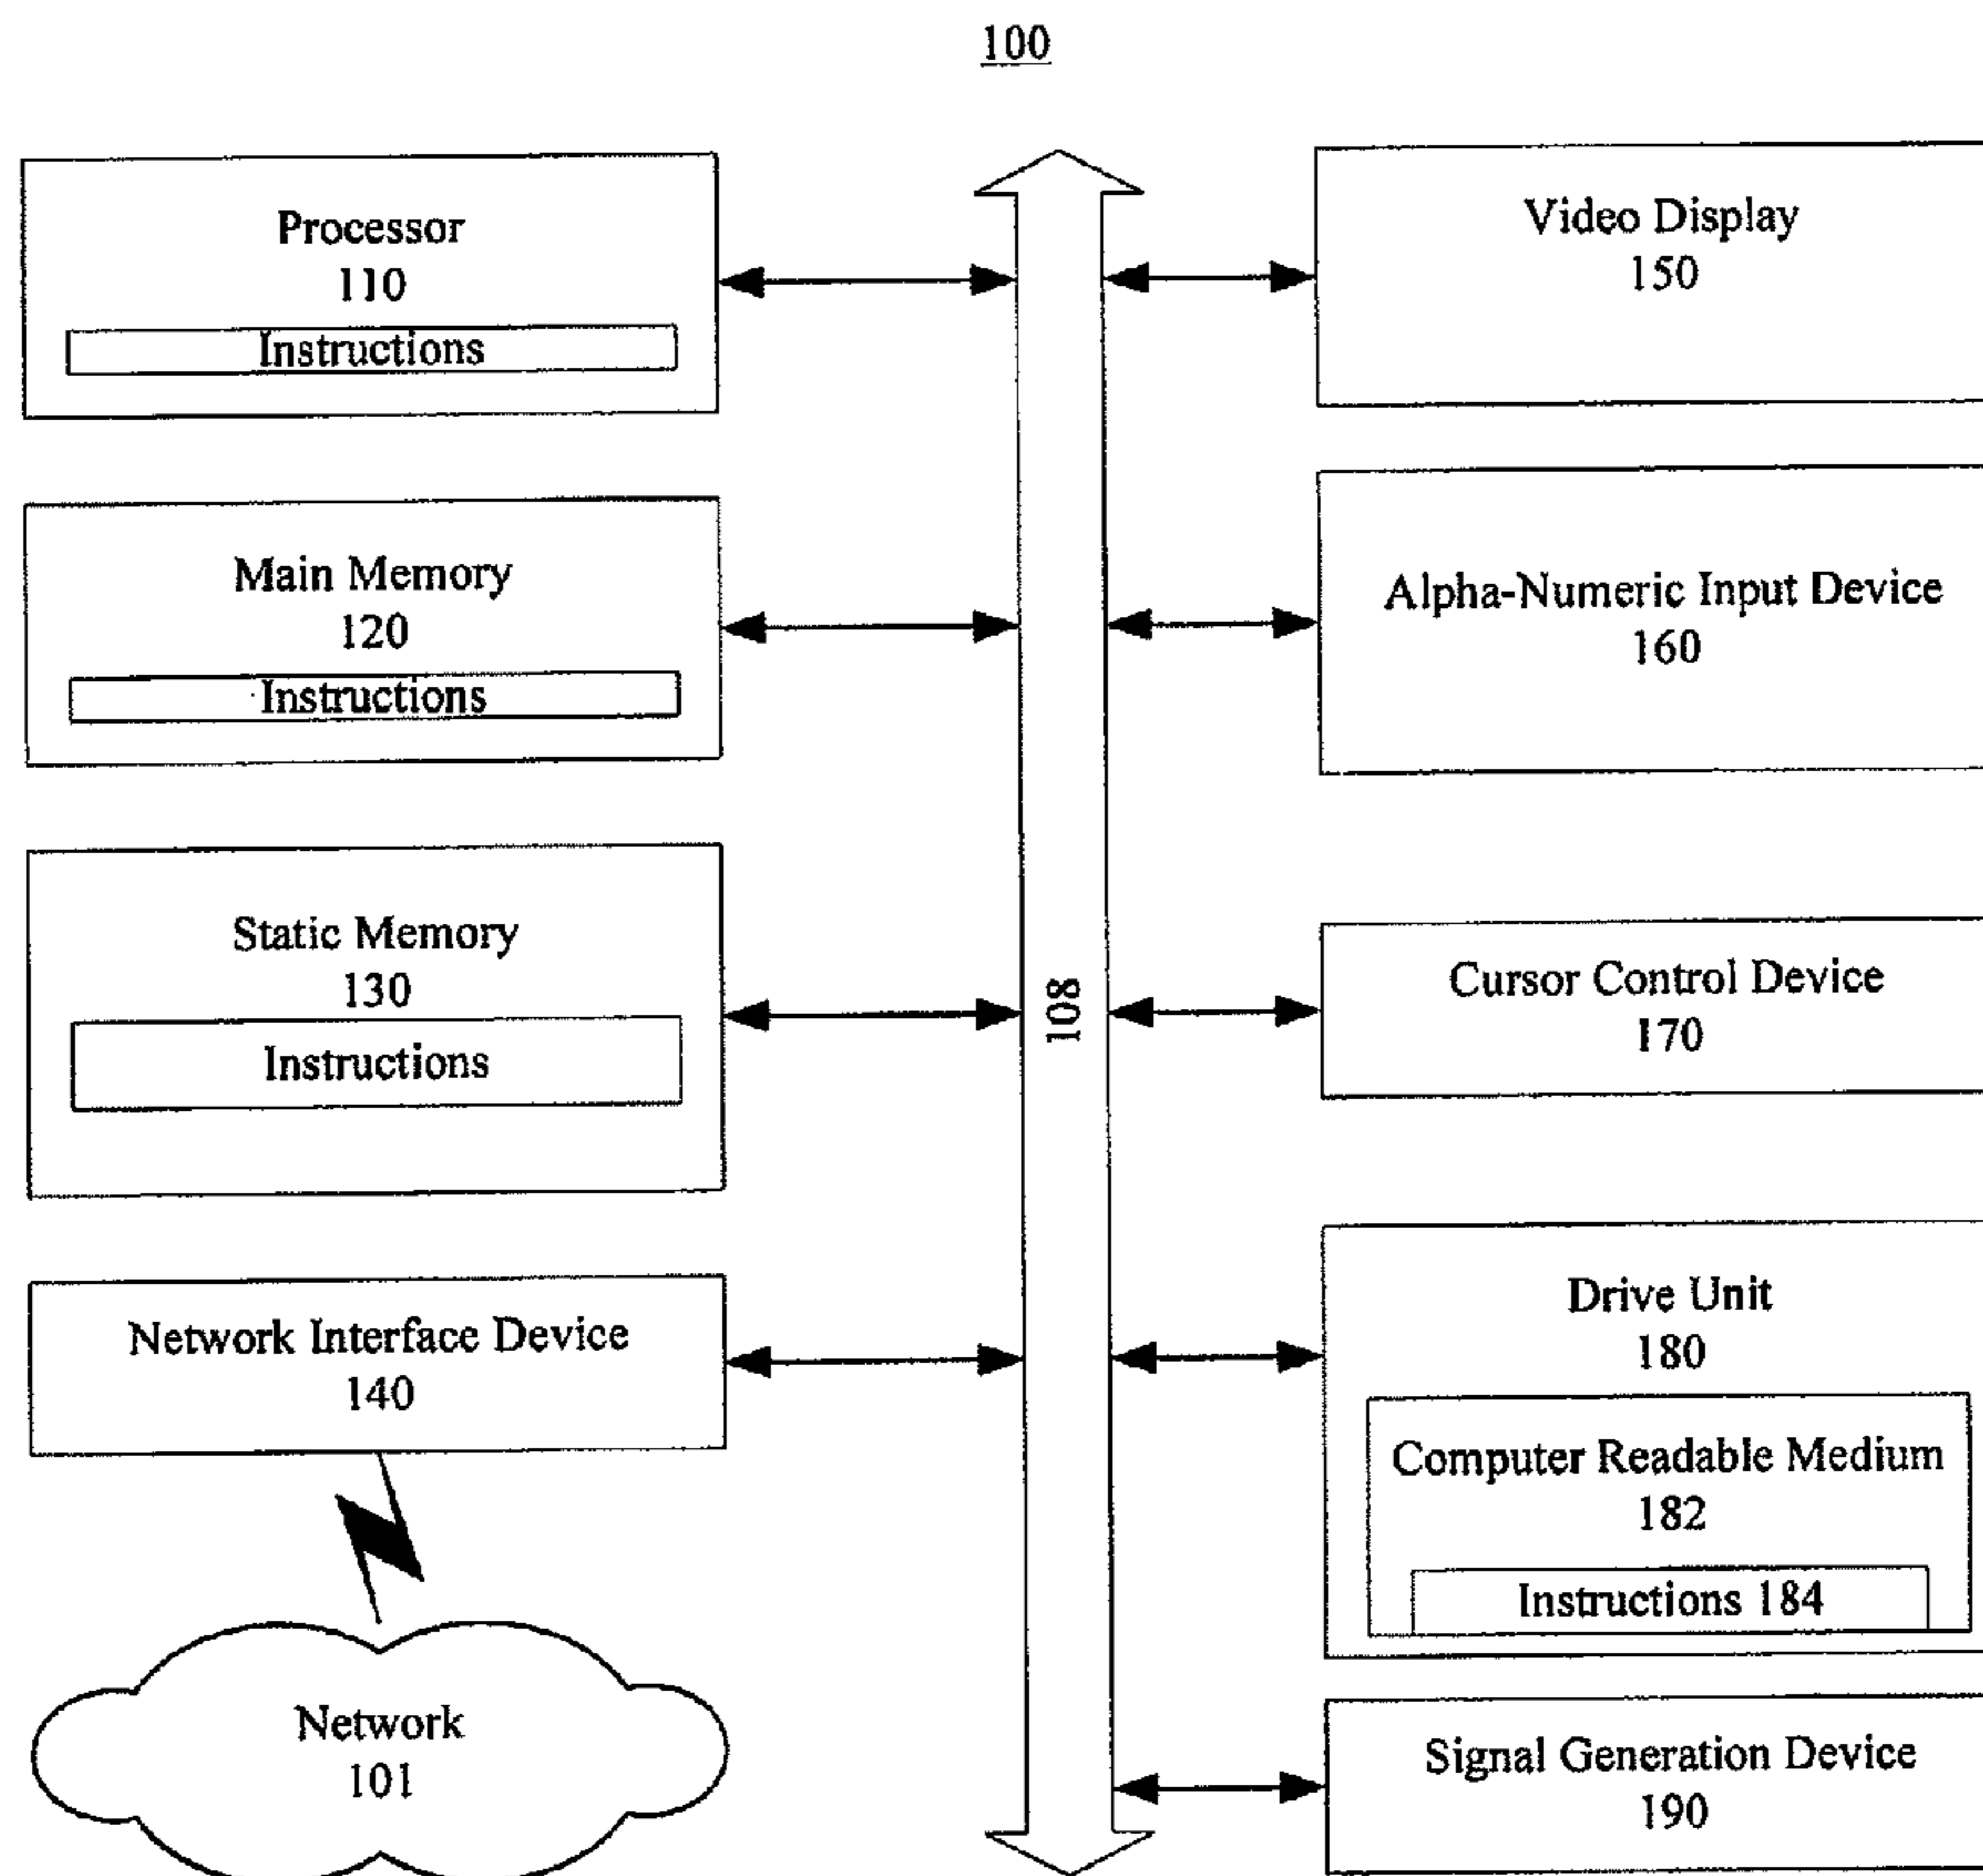 100
Processor
110
Instructions
Main Memory
120
Instructions
Static Memory
130
Instructions
Network Interface Device
140
Network
101
108
Video Display
150
Alpha-Numeric Input Device
160
Cursor Control Device
170
Drive Unit
180
Computer Readable Medium
182
Instructions 184
Signal Generation Device
190